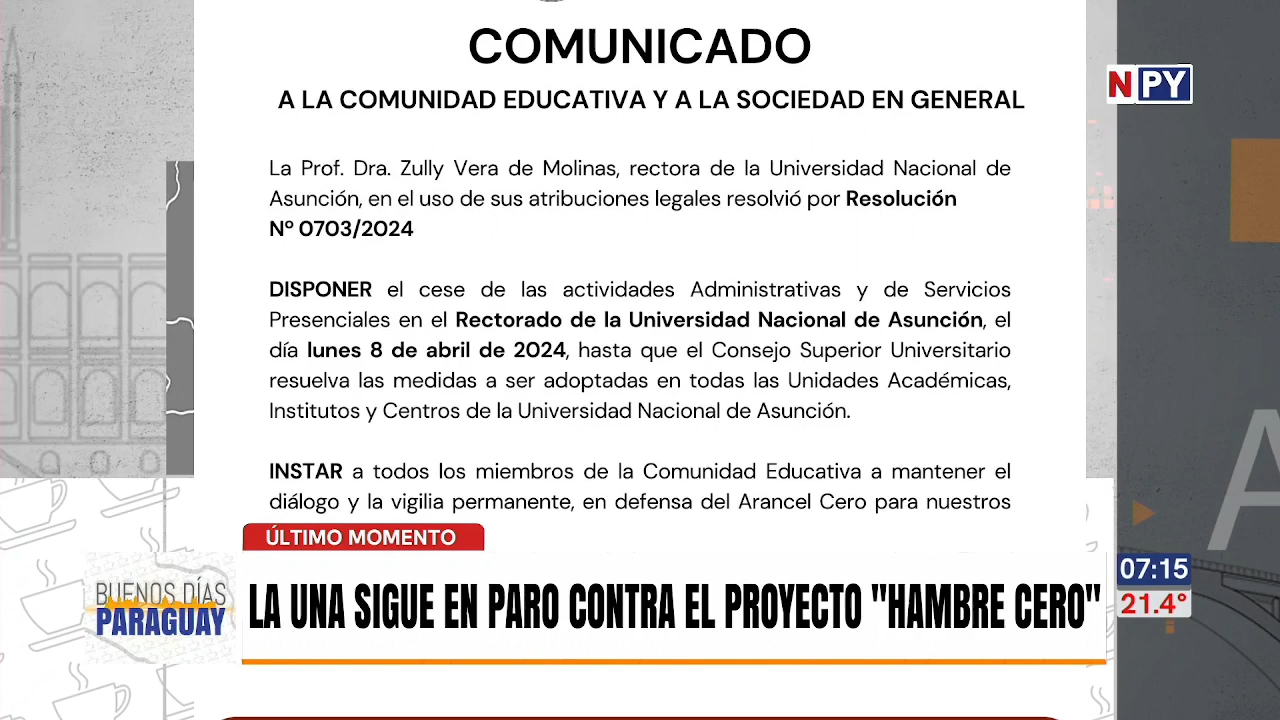 COMUNICADO
A LA COMUNIDAD EDUCATIVA Y A LA SOCIEDAD EN GENERAL
NPY
La Prof. Dra. Zully Vera de Molinas, rectora de la Universidad Nacional de
Asunción, en el uso de sus atribuciones legales resolvió por Resolución
Nº 0703/2024
DISPONER el cese de las actividades Administrativas y de Servicios
Presenciales en el Rectorado de la Universidad Nacional de Asunción, el
día lunes 8 de abril de 2024, hasta que el Consejo Superior Universitario
resuelva las medidas a ser adoptadas en todas las Unidades Académicas,
Institutos y Centros de la Universidad Nacional de Asunción.
INSTAR a todos los miembros de la Comunidad Educativa a mantener el
diálogo y la vigilia permanente, en defensa del Arancel Cero para nuestros
ÚLTIMO MOMENTO
BUENOS DÍAS
PARAGUAY
LA UNA SIGUE EN PARO CONTRA EL PROYECTO "HAMBRE CERO"
07:15
21.4°
A